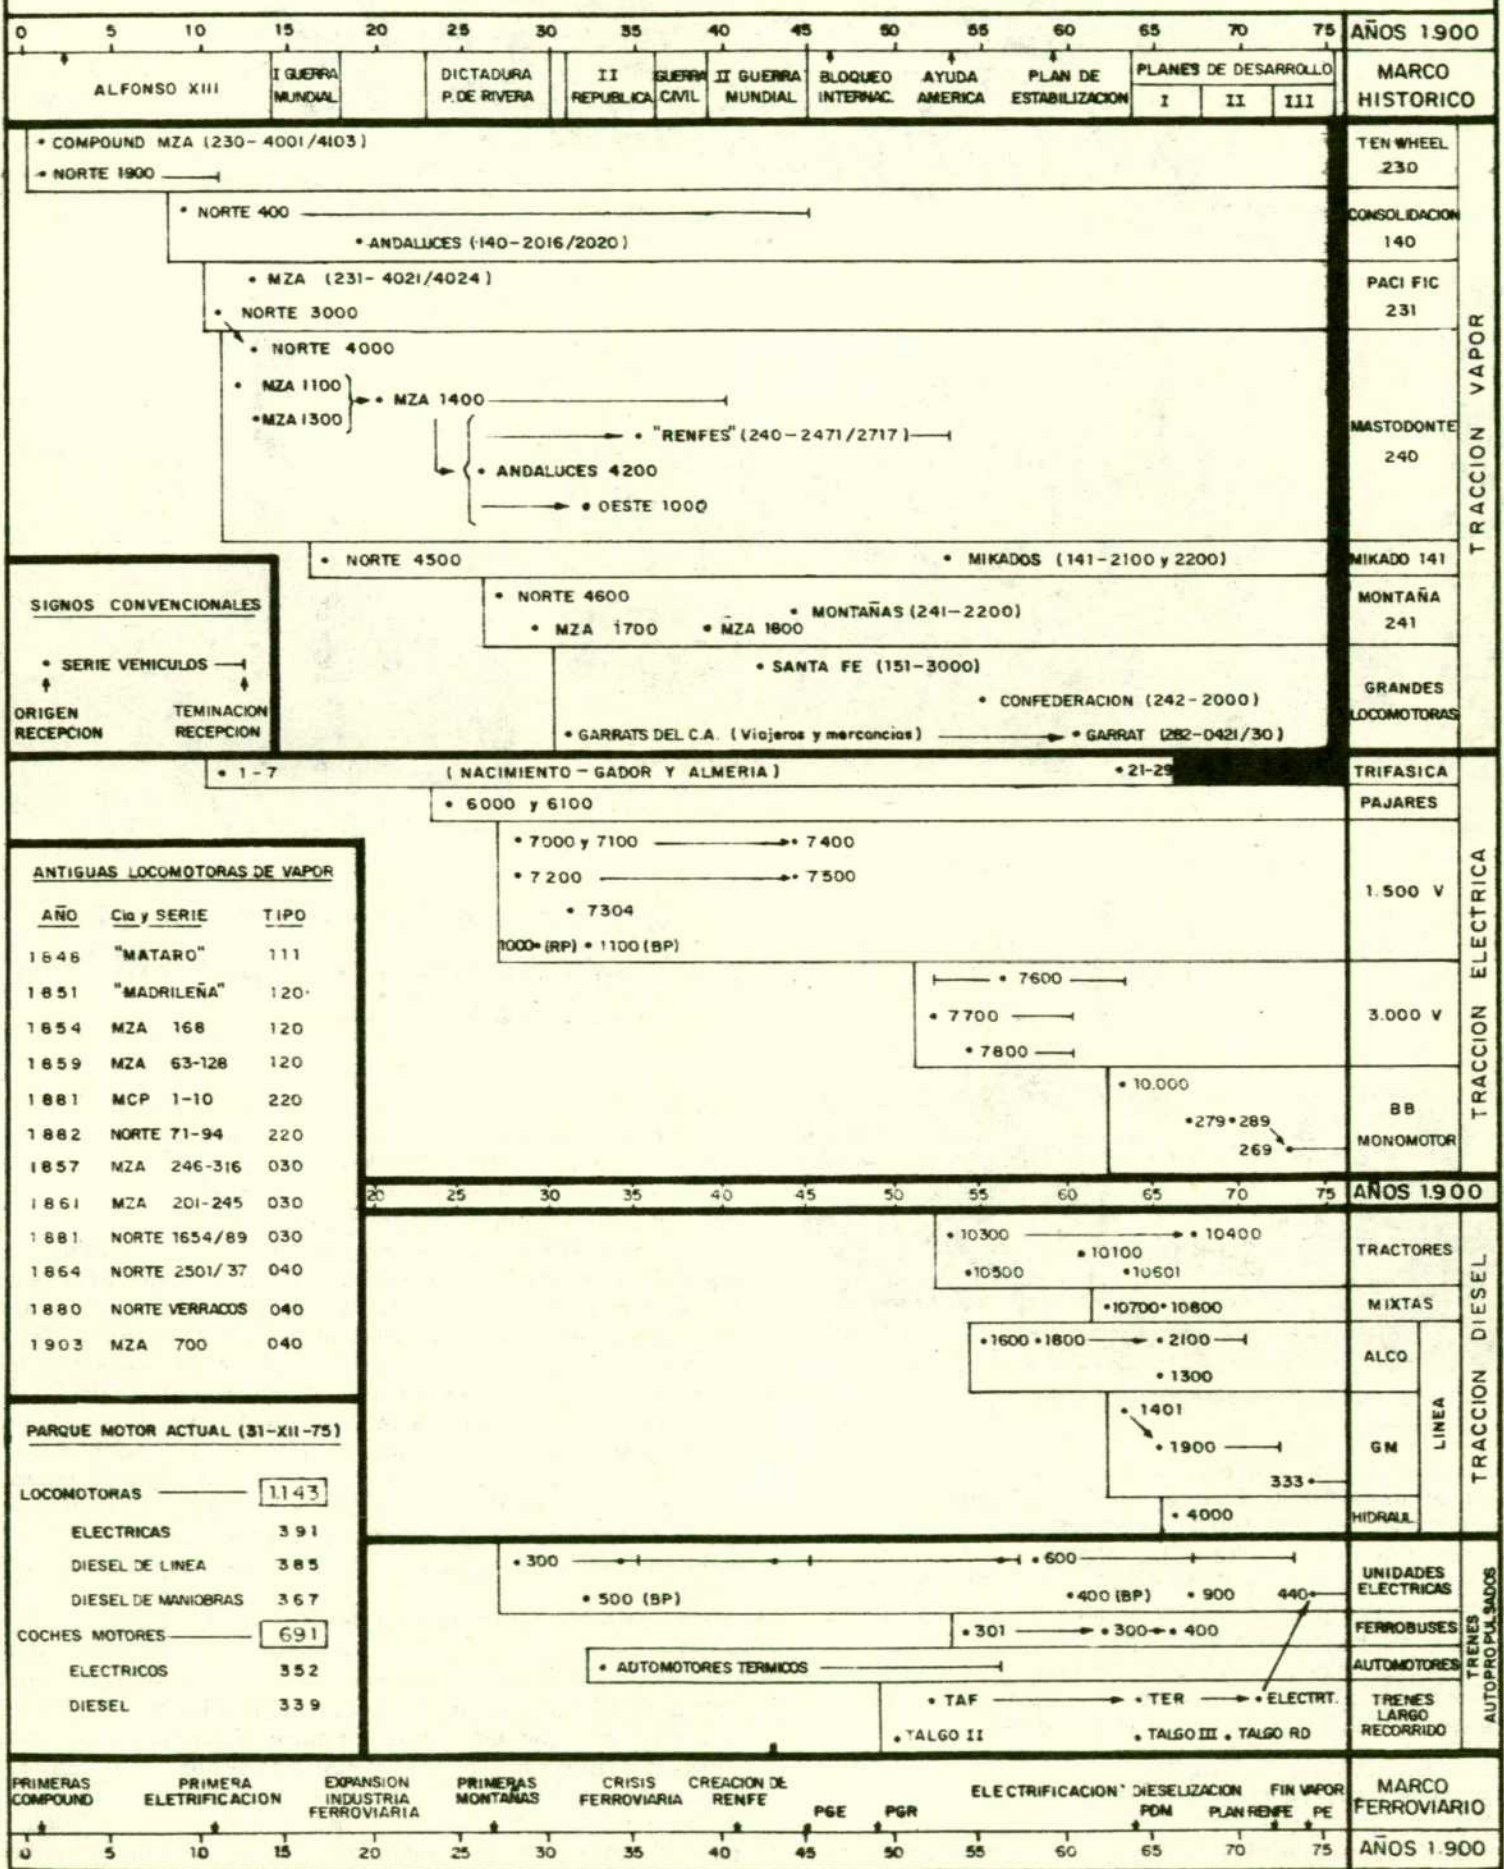 0 5 10 15 20 25 30 35 40 45 50 55 60 65 70 75 AÑOS 1.900
ALFONSO XIII
I GUERRA
MUNDIAL
DICTADURA
P. DE RIVERA
II
REPUBLICA
GUERRA
CIVIL
II GUERRA
MUNDIAL
BLOQUEO
INTERNAC.
AYUDA
AMERICA
PLAN DE
ESTABILIZACION
PLANES DE DESARROLLO
I II III
MARCO
HISTORICO
• COMPOUND MZA (230-4001/4103)
• NORTE 1900
TEN WHEEL
230
• NORTE 400
• ANDALUCES (140-2016/2020)
CONSOLIDACION
140
• MZA (231-4021/4024)
• NORTE 3000
PACIFIC
231
• NORTE 4000
• MZA 1100
• MZA 1300
• MZA 1400
• "RENFES" (240-2471/2717)
• ANDALUCES 4200
• OESTE 1000
MASTODONTE
240
• NORTE 4500
• MIKADOS (141-2100 y 2200)
MIKADO 141
• NORTE 4600
• MONTAÑAS (241-2200)
• MZA 1700
• MZA 1800
MONTAÑA
241
• SANTA FE (151-3000)
• CONFEDERACION (242-2000)
• GARRATS DEL C.A. (Viajeros y mercancias)
• GARRAT (282-0421/30)
GRANDES
LOCOMOTORAS
TRACCION VAPOR
SIGNOS CONVENCIONALES
• SERIE VEHICULOS
ORIGEN
RECEPCION
TEMINACION
RECEPCION
• 1-7
(NACIMIENTO - GADOR Y ALMERIA)
• 21-29
TRIFASICA
• 6000 y 6100
PAJARES
• 7000 y 7100
• 7400
• 7200
• 7500
• 7304
1000• (RP) • 1100 (BP)
1.500 V
• 7600
• 7700
• 7800
3.000 V
• 10.000
•279 •289
269 •
BB
MONOMOTOR
TRACCION ELECTRICA
ANTIGUAS LOCOMOTORAS DE VAPOR
AÑO Cia y SERIE TIPO
1848 "MATARO" 111
1851 "MADRILEÑA" 120
1854 MZA 168 120
1859 MZA 63-128 120
1881 MCP 1-10 220
1882 NORTE 71-94 220
1857 MZA 246-316 030
1861 MZA 201-245 030
1881 NORTE 1654/89 030
1864 NORTE 2501/37 040
1880 NORTE VERRACOS 040
1903 MZA 700 040
20 25 30 35 40 45 50 55 60 65 70 75 AÑOS 1.900
• 10300
• 10400
• 10100
• 10500
• 10601
TRACTORES
•10700 •10800
MIXTAS
•1600 •1800
• 2100
• 1300
ALCO
• 1401
• 1900
333 •
GM
• 4000
HIDRAUL.
LINEA
TRACCION DIESEL
PARQUE MOTOR ACTUAL (31-XII-75)
LOCOMOTORAS 1.143
ELECTRICAS 391
DIESEL DE LINEA 385
DIESEL DE MANIOBRAS 367
COCHES MOTORES 691
ELECTRICOS 352
DIESEL 339
• 300
• 600
• 500 (BP)
• 400 (BP)
• 900
440 •
UNIDADES
ELECTRICAS
• 301
• 300
• 400
FERROBUSES
• AUTOMOTORES TERMICOS
AUTOMOTORES
• TAF
• TER
• ELECTRT.
• TALGO II
• TALGO III
• TALGO RD
TRENES
LARGO
RECORRIDO
TRENES
AUTOPROPULSADOS
PRIMERAS
COMPOUND
PRIMERA
ELETRIFICACION
EXPANSION
INDUSTRIA
FERROVIARIA
PRIMERAS
MONTAÑAS
CRISIS
FERROVIARIA
CREACION DE
RENFE
PGE
PGR
ELECTRIFICACION
DIESELIZACION
PDM
PLAN RENFE
FIN VAPOR
PE
MARCO
FERROVIARIO
0 5 10 15 20 25 30 35 40 45 50 55 60 65 70 75 AÑOS 1.900